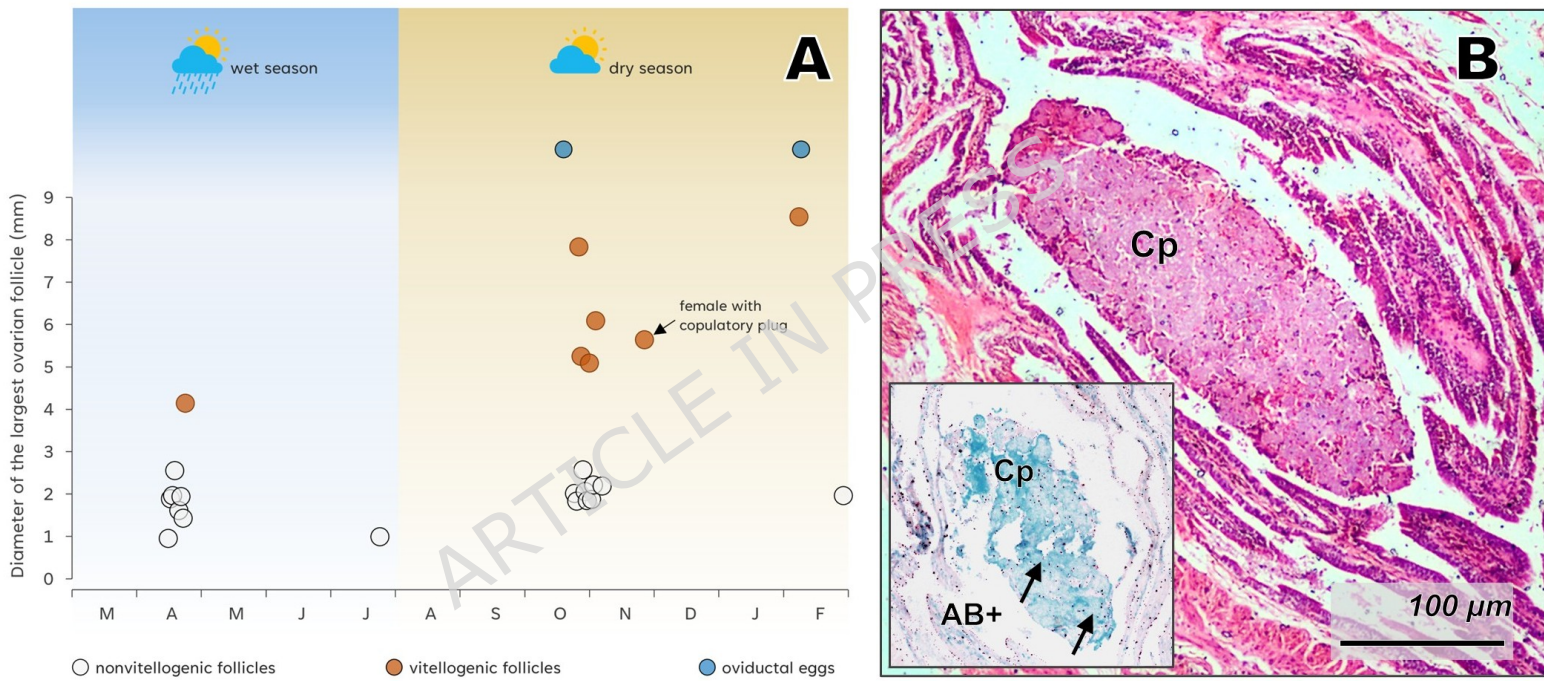 wet season
dry season
A
Diameter of the largest ovarian follicle (mm)
9
8
7
6
5
4
3
2
1
0
female with
copulatory plug
M A M J J A S O N D J F
nonvitellogenic follicles
vitellogenic follicles
oviductal eggs
B
Cp
Cp
AB+
100 µm
ARTICLE IN PRESS